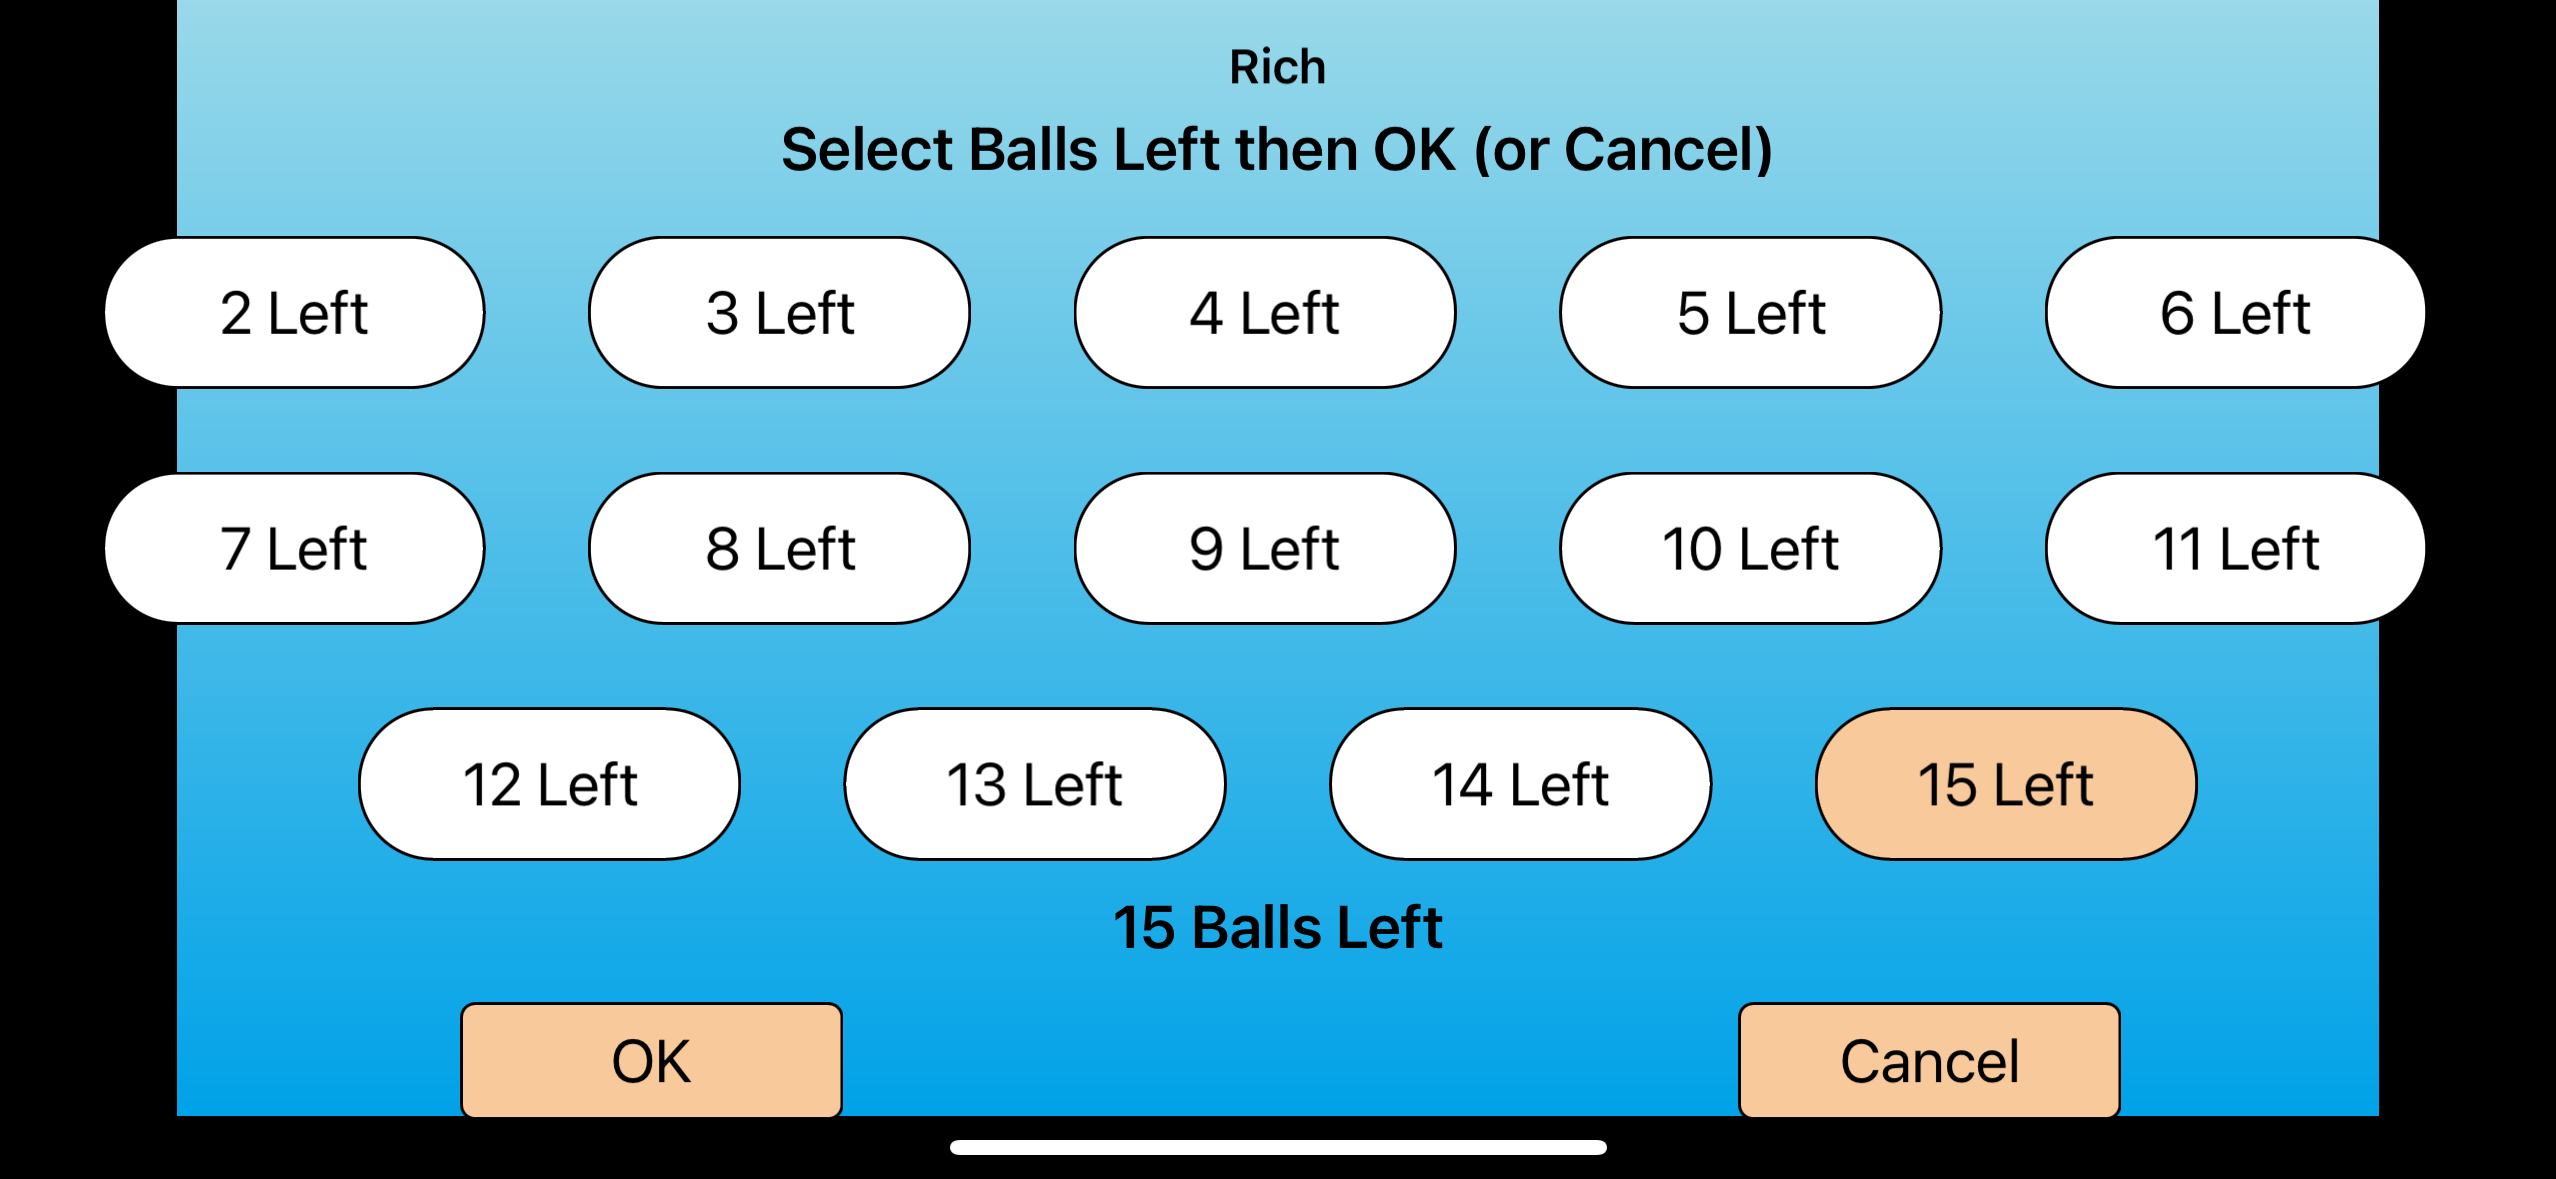 Rich
Select Balls Left then OK (or Cancel)
2 Left 3 Left 4 Left 5 Left 6 Left
7 Left 8 Left 9 Left 10 Left 11 Left
12 Left 13 Left 14 Left 15 Left
15 Balls Left
OK Cancel